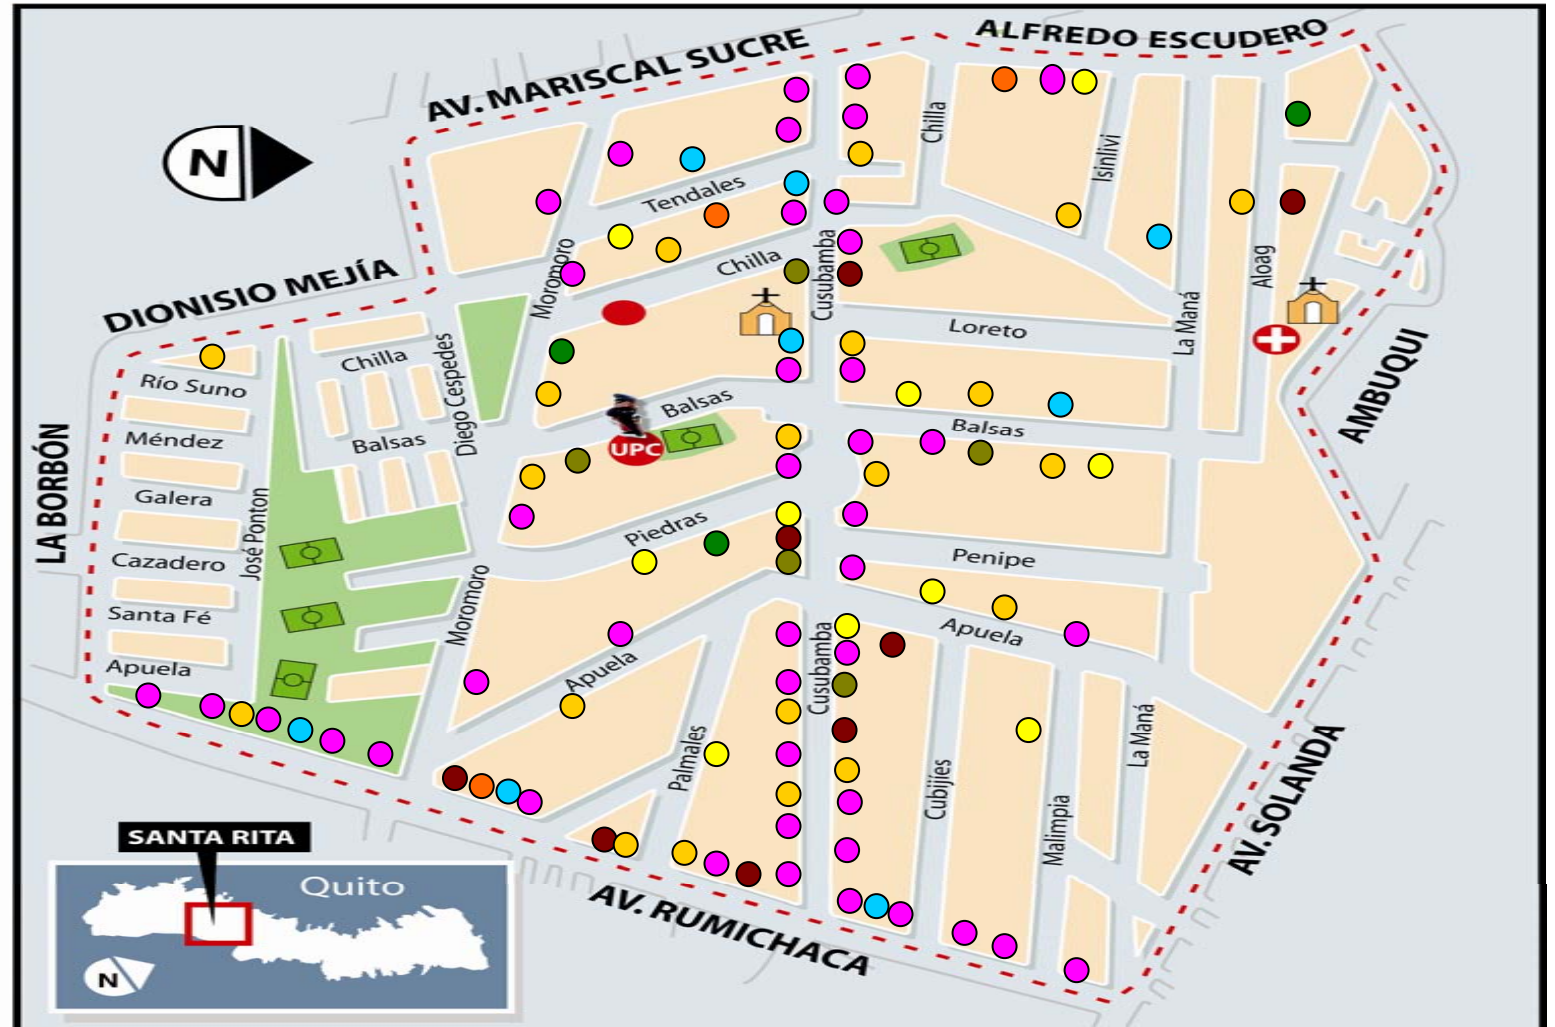 ALFREDO ESCUDERO
AV. MARISCAL SUCRE
Chilla
Isinlivi
N
Tendales
Moromoro
Chilla
Cusubamba
Aloag
DIONISIO MEJÍA
La Maná
Loreto
AMBUQUI
Río Suno
Chilla
Diego Cespedes
Balsas
Balsas
Méndez
Balsas
UPC
LA BORBÓN
Galera
José Ponton
Piedras
Cazadero
Moromoro
Penipe
Santa Fé
Apuela
Apuela
Apuela
Cusubamba
Palmales
Cubijíes
La Maná
Malimpia
AV. SOLANDA
SANTA RITA
Quito
N
AV. RUMICHACA